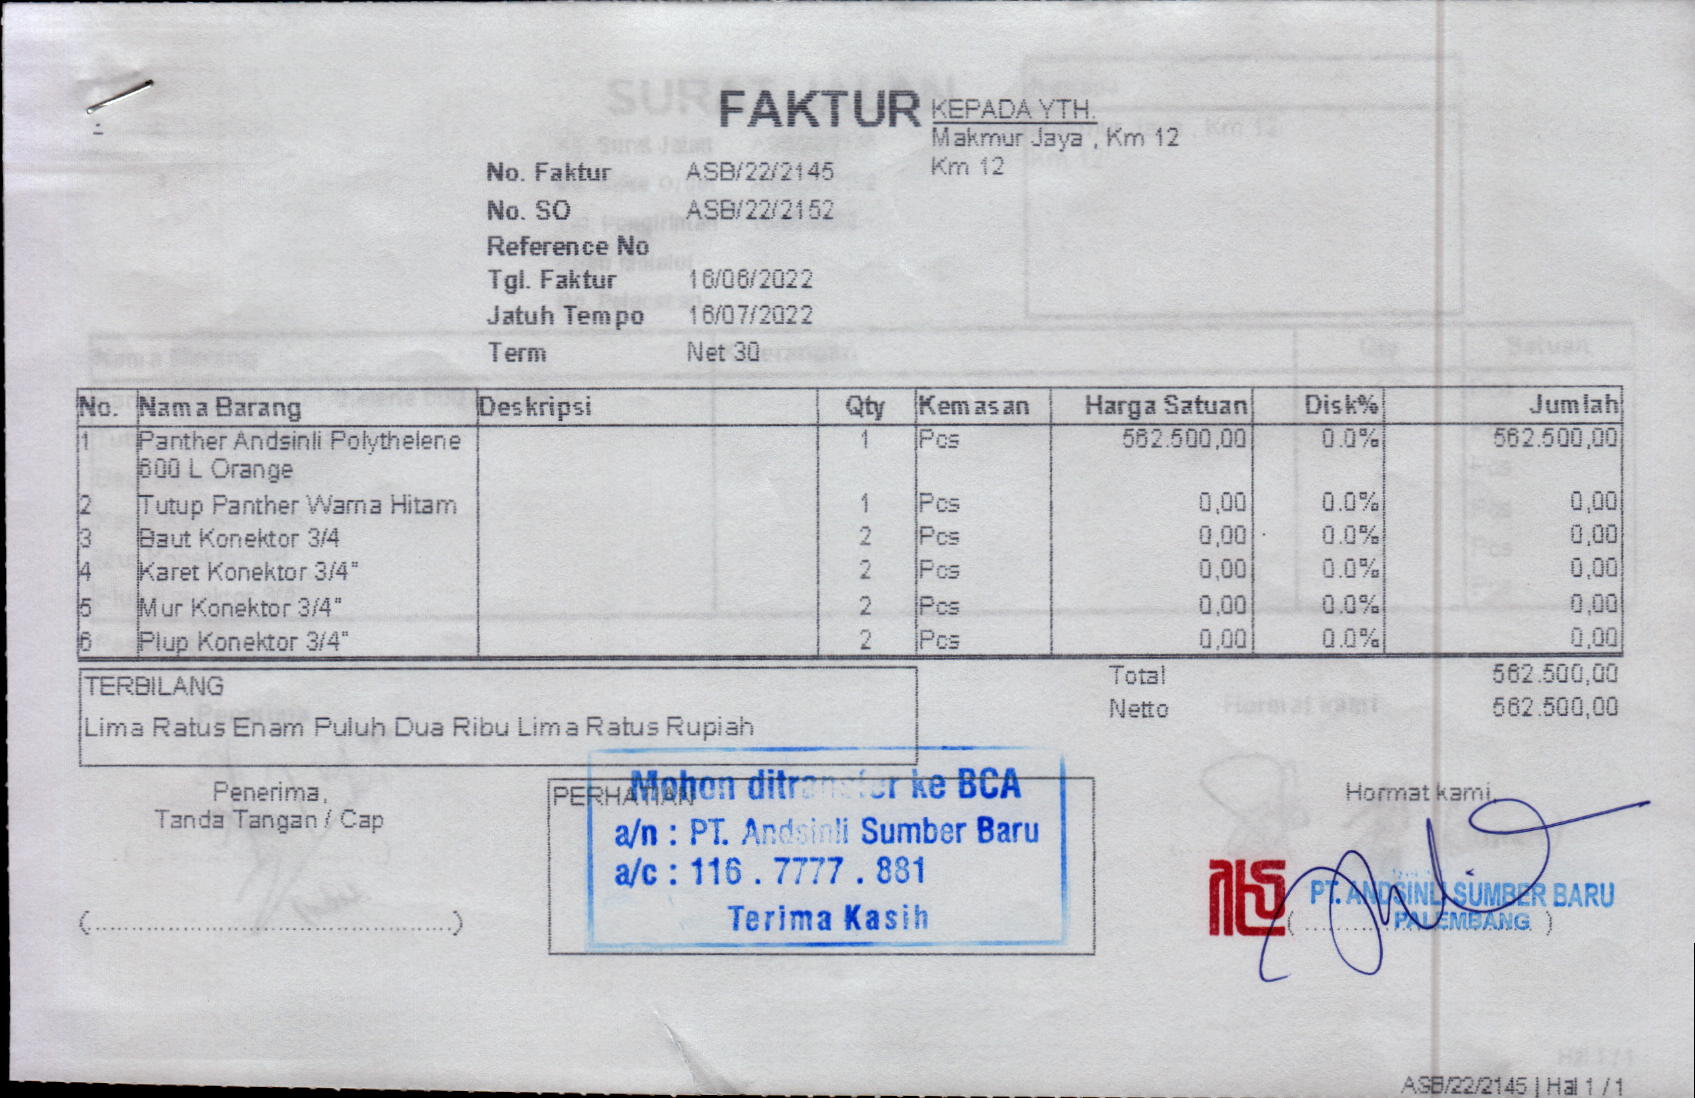 FAKTUR
KEPADA YTH.
Makmur Jaya , Km 12
Km 12
No. Faktur ASB/22/2145
No. SO ASB/22/2152
Reference No
Tgl. Faktur 16/06/2022
Jatuh Tempo 16/07/2022
Term Net 30
No. Nama Barang Deskripsi Qty Kemasan Harga Satuan Disk% Jumlah
1 Panther Andsinli Polythelene 1 Pcs 562.500,00 0.0% 562.500,00
600 L Orange
2 Tutup Panther Warna Hitam 1 Pcs 0,00 0.0% 0,00
3 Baut Konektor 3/4 2 Pcs 0,00 0.0% 0,00
4 Karet Konektor 3/4" 2 Pcs 0,00 0.0% 0,00
5 Mur Konektor 3/4" 2 Pcs 0,00 0.0% 0,00
6 Plup Konektor 3/4" 2 Pcs 0,00 0.0% 0,00
Total 562.500,00
Netto 562.500,00
TERBILANG
Lima Ratus Enam Puluh Dua Ribu Lima Ratus Rupiah
Penerima,
Tanda Tangan / Cap
(..........................................)
PERHATIAN
Mohon ditransfer ke BCA
a/n : PT. Andsinli Sumber Baru
a/c : 116 . 7777 . 881
Terima Kasih
Hormat kami,
PT. ANDSINLI SUMBER BARU
PALEMBANG
ASB/22/2145 | Hal 1 / 1